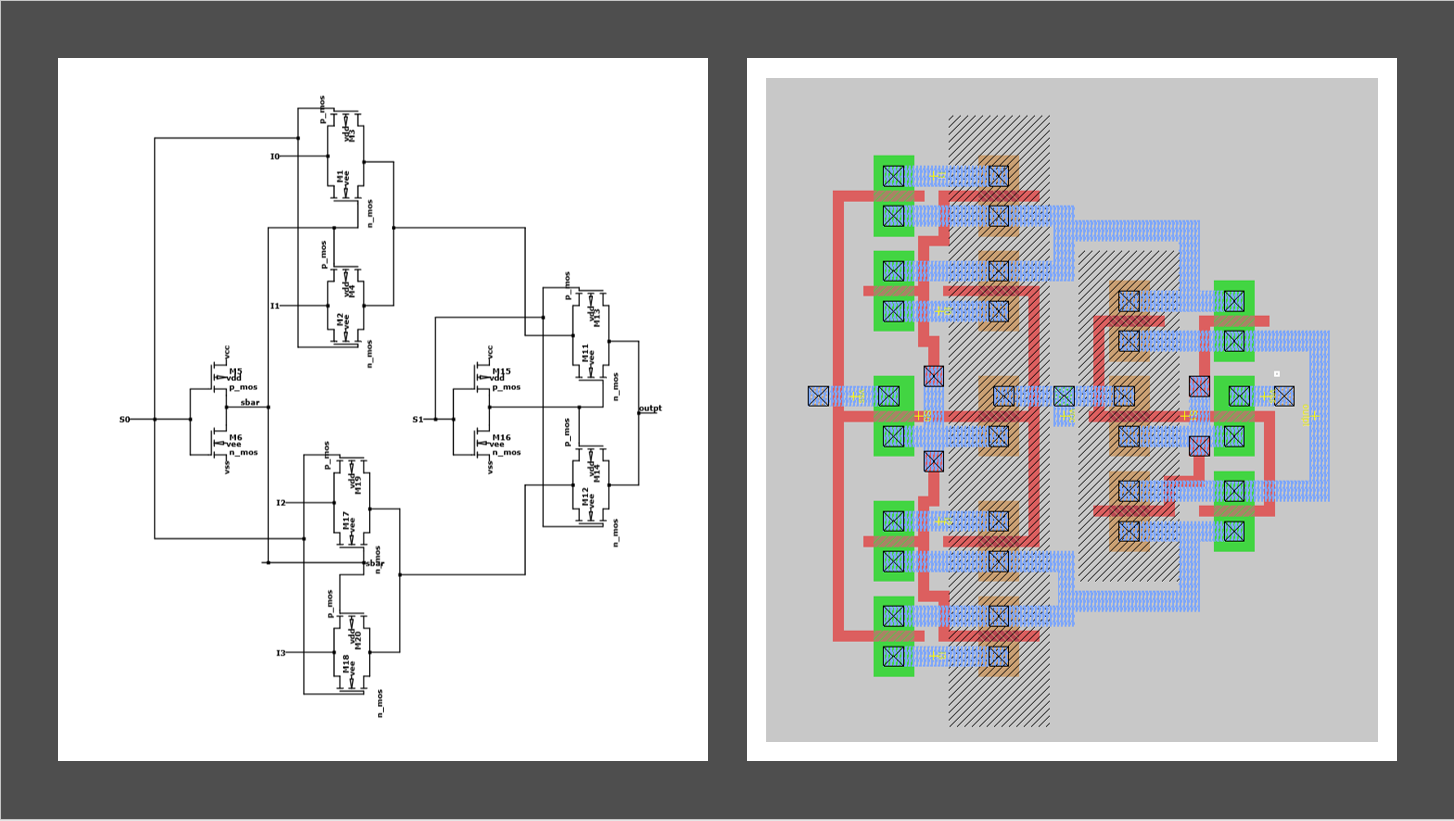 p_mos
vdd
M3
I0
M1
vee
n_mos
p_mos
vdd
M4
I1
M2
vee
n_mos
p_mos
vdd
M13
M11
vee
n_mos
vcc
M5
vdd
p_mos
sbar
S0
M6
vee
n_mos
vss
vcc
M15
vdd
p_mos
S1
M16
vee
n_mos
vss
outpt
p_mos
vdd
M14
M12
vee
n_mos
p_mos
vdd
M19
I2
M17
vee
n_mos
sbar
p_mos
vdd
M20
I3
M18
vee
n_mos